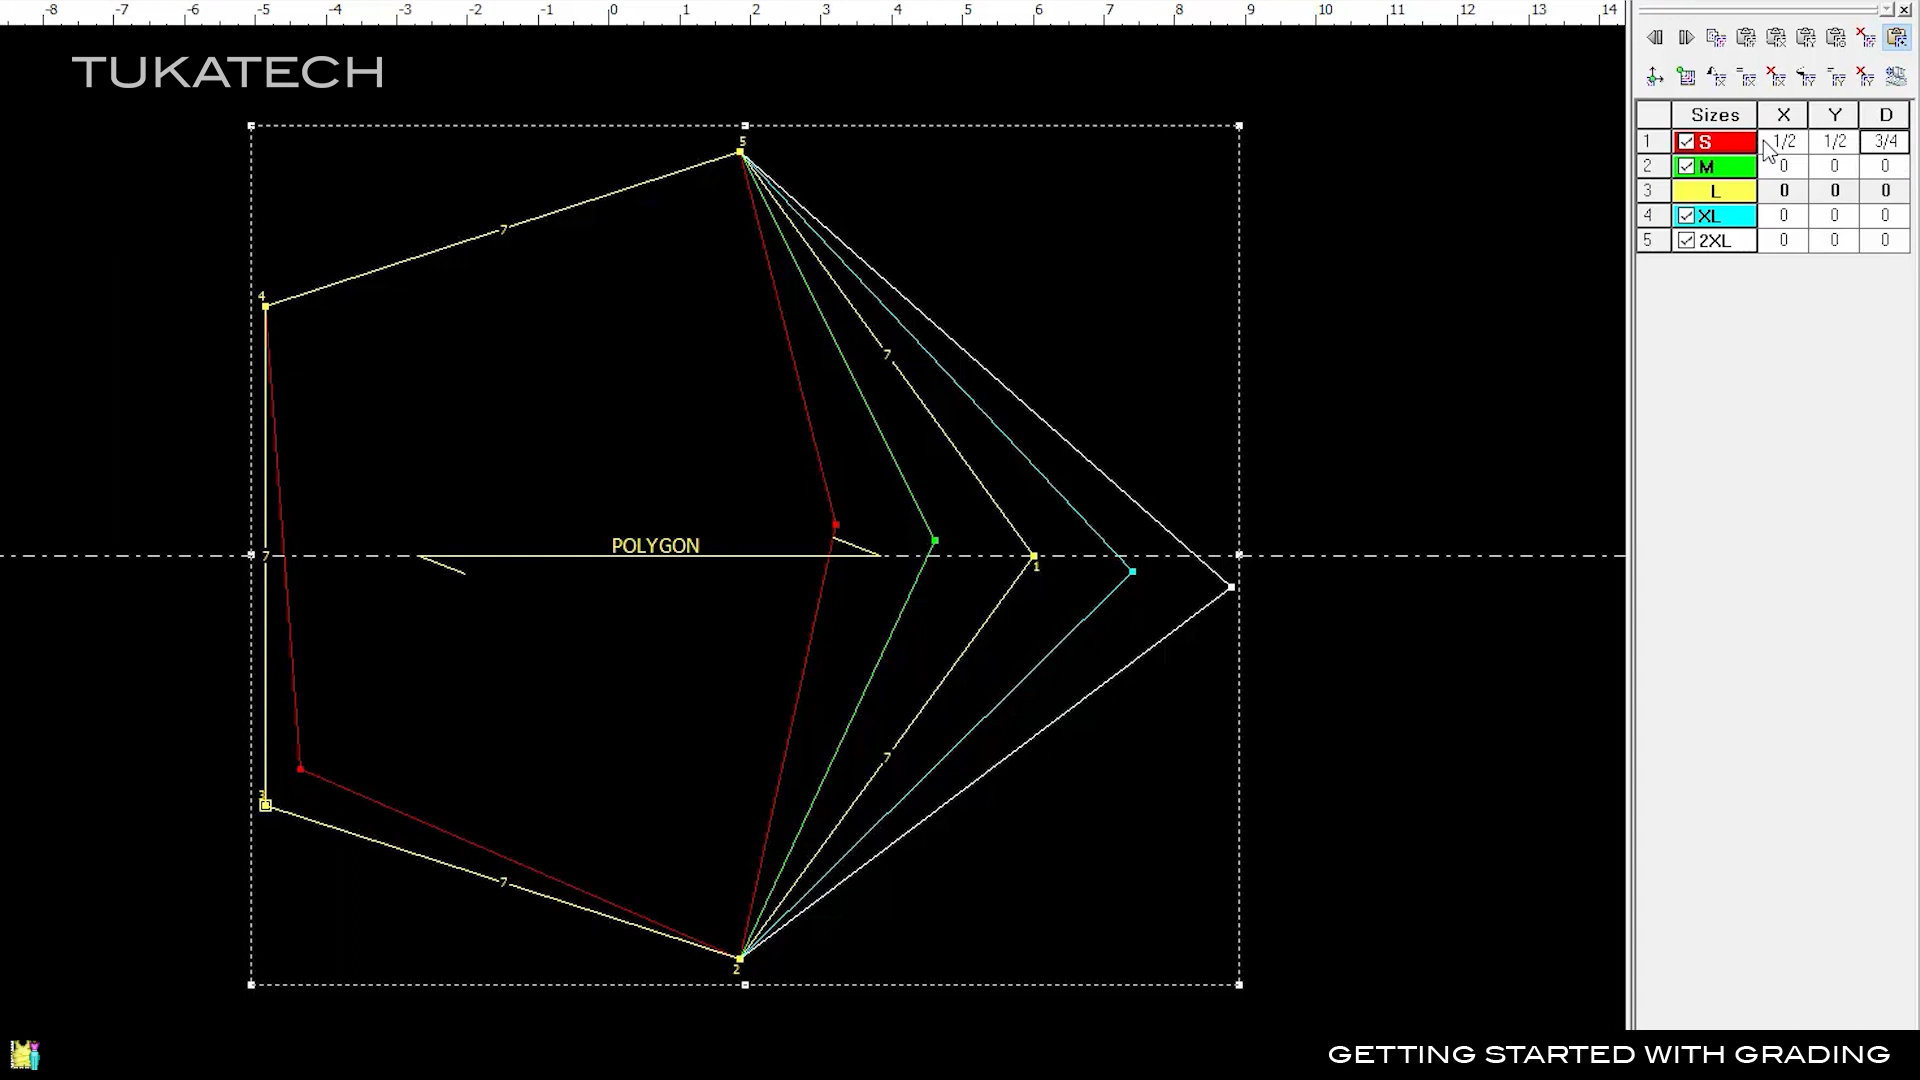 -8 -7 -6 -5 -4 -3 -2 -1 0 1 2 3 4 5 6 7 8 9 10 11 12 13 14
TUKATECH
Sizes X Y D
1 S 1/2 1/2 3/4
2 M 0 0 0
3 L 0 0 0
4 XL 0 0 0
5 2XL 0 0 0
5
7
4
7
POLYGON
7
1
7
3
7
2
GETTING STARTED WITH GRADING